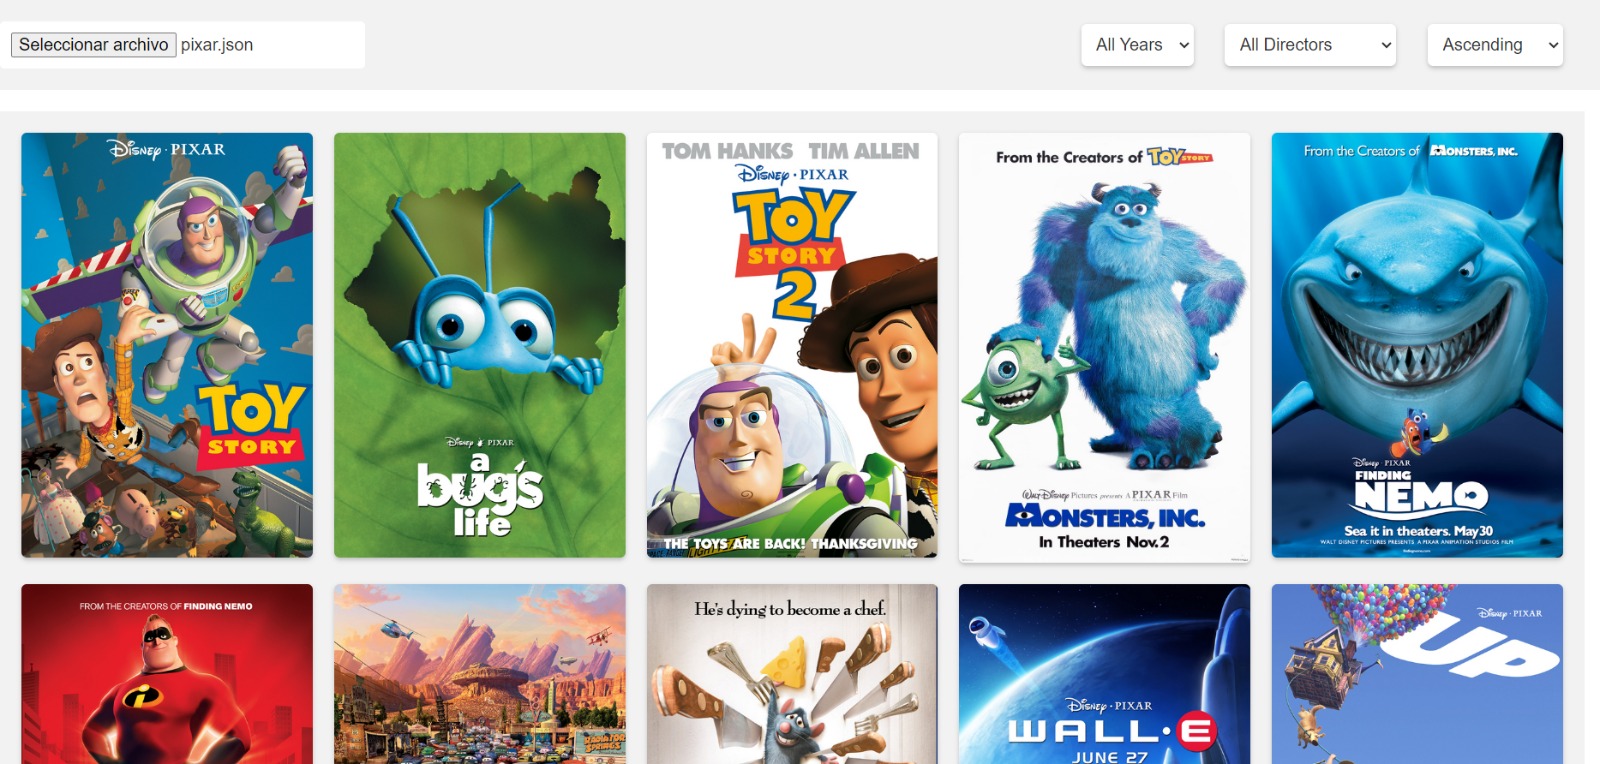 Seleccionar archivo pixar.json
All Years
All Directors
Ascending
Disney · PIXAR
TOY
STORY
Disney PIXAR
a
bug's
life
TOM HANKS TIM ALLEN
Disney · PIXAR
TOY
STORY
2
THE TOYS ARE BACK! THANKSGIVING
From the Creators of TOY STORY
Walt Disney Pictures presents A PIXAR Film
MONSTERS, INC.
In Theaters Nov. 2
From the Creators of MONSTERS, INC.
Disney · PIXAR
FINDING
NEMO
Sea it in theaters. May 30
WALT DISNEY PICTURES PRESENTS A PIXAR ANIMATION STUDIOS FILM
FROM THE CREATORS OF FINDING NEMO
RADIATOR
SPRINGS
He's dying to become a chef.
Disney · PIXAR
WALL·E
JUNE 27
Disney · PIXAR
UP